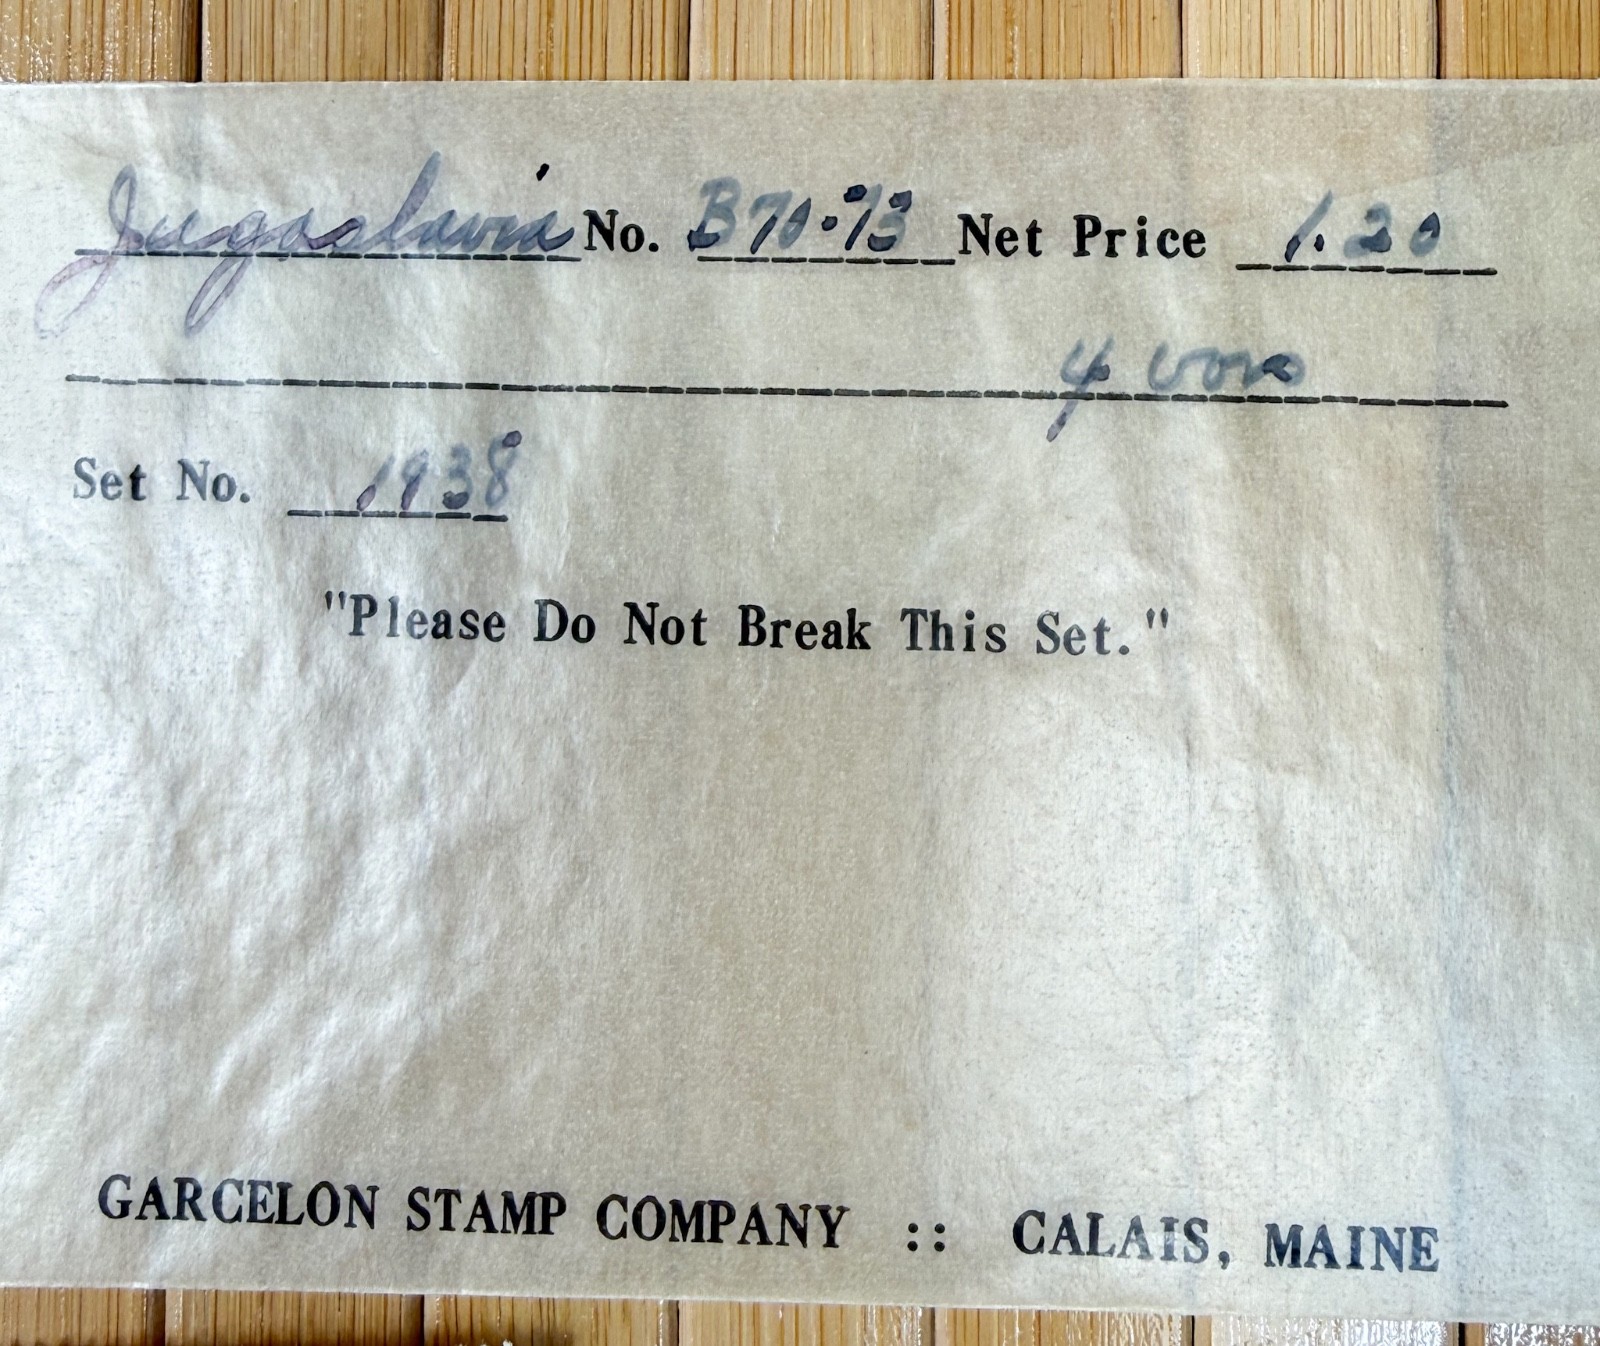 Jugoslavia No. B70-73 Net Price 1.20
4 vars
Set No. 1938
"Please Do Not Break This Set."
GARCELON STAMP COMPANY :: CALAIS, MAINE